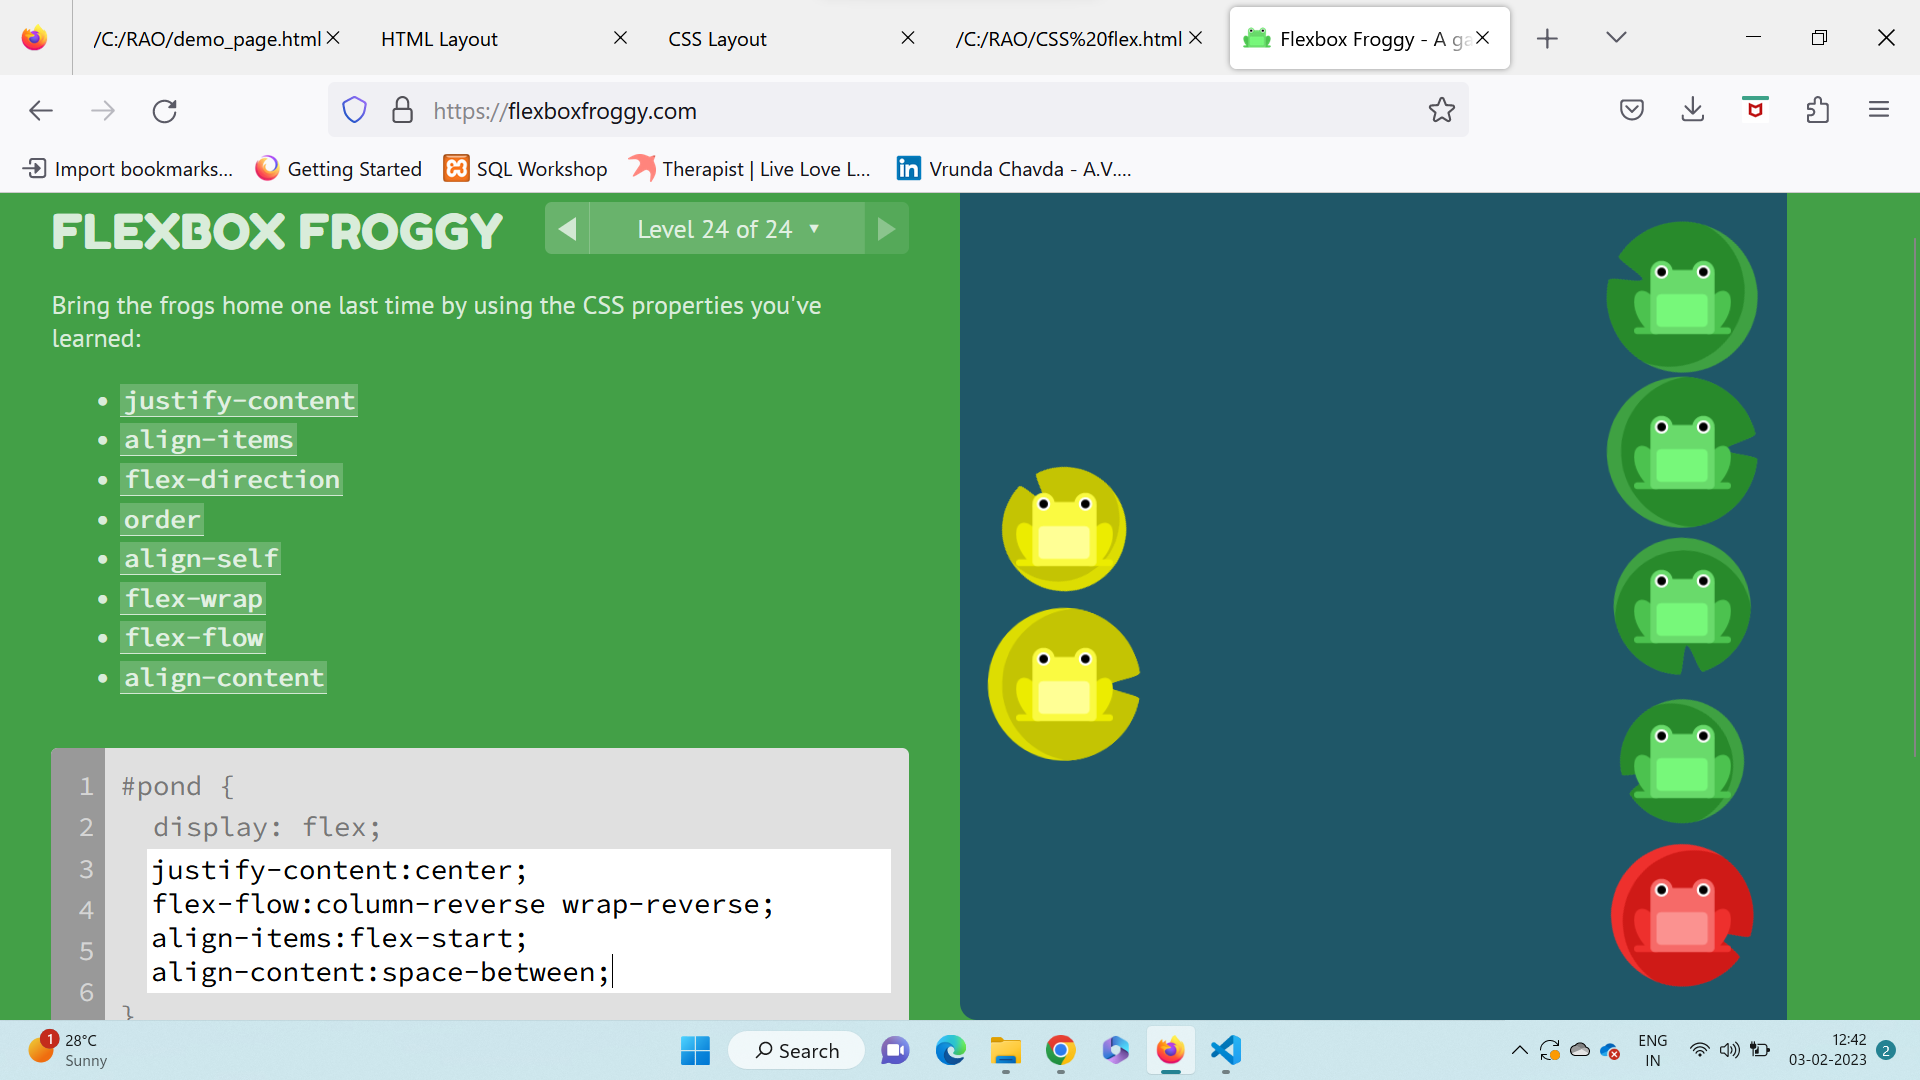 /C:/RAO/demo_page.html
HTML Layout
CSS Layout
/C:/RAO/CSS%20flex.html
Flexbox Froggy - A ga
https://flexboxfroggy.com
Import bookmarks...
Getting Started
SQL Workshop
Therapist | Live Love L...
Vrunda Chavda - A.V....
FLEXBOX FROGGY
Level 24 of 24
Bring the frogs home one last time by using the CSS properties you've
learned:
justify-content
align-items
flex-direction
order
align-self
flex-wrap
flex-flow
align-content
1 #pond {
2 display: flex;
3 justify-content:center;
4 flex-flow:column-reverse wrap-reverse;
5 align-items:flex-start;
6 align-content:space-between;
}
1
28°C
Sunny
Search
ENG
IN
12:42
03-02-2023
2